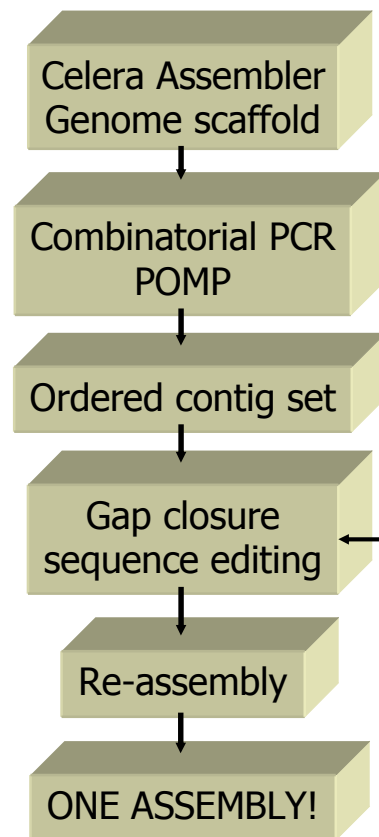 Celera Assembler
Genome scaffold
Combinatorial PCR
POMP
Ordered contig set
Gap closure
sequence editing
Re-assembly
ONE ASSEMBLY!